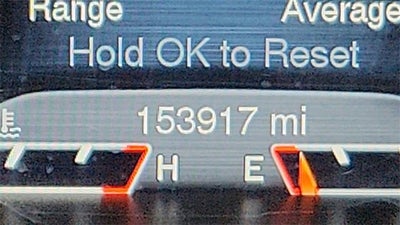 Range Average
Hold OK to Reset
153917 mi
H E